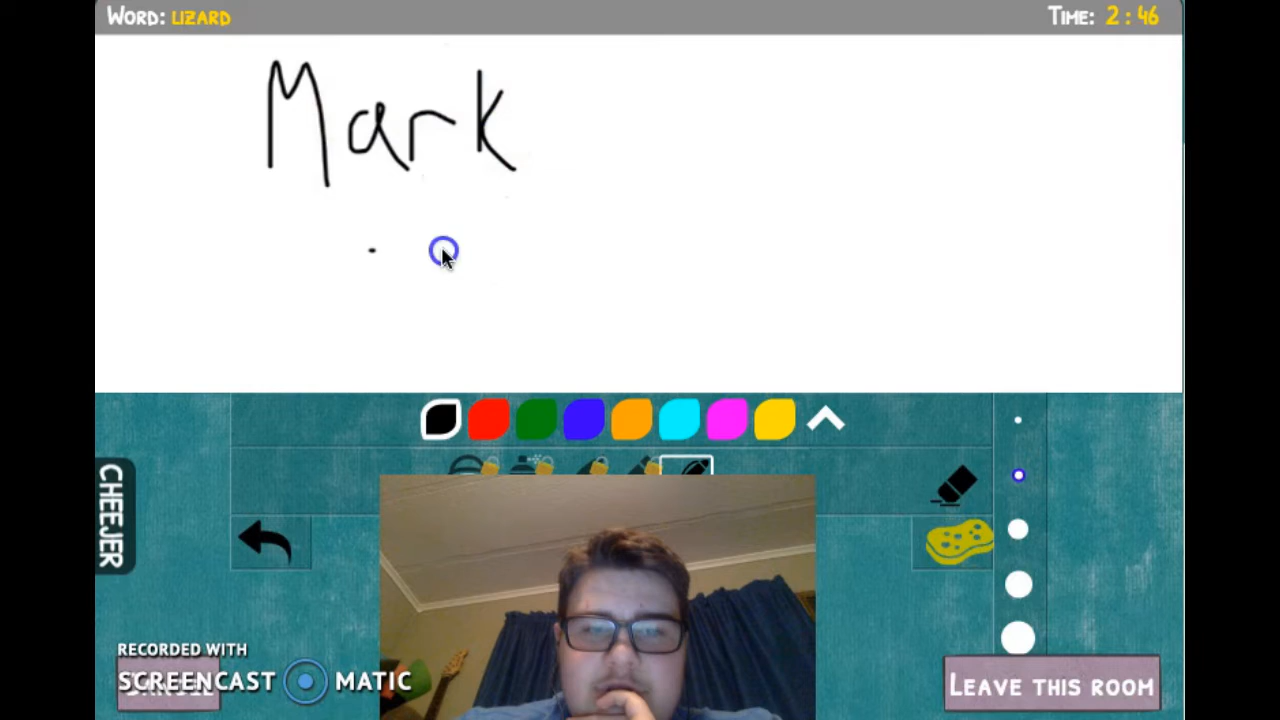 WORD: LIZARD
TIME: 2 : 46
Mark
CHEEJER
RECORDED WITH
SCREENCAST MATIC
LEAVE THIS ROOM